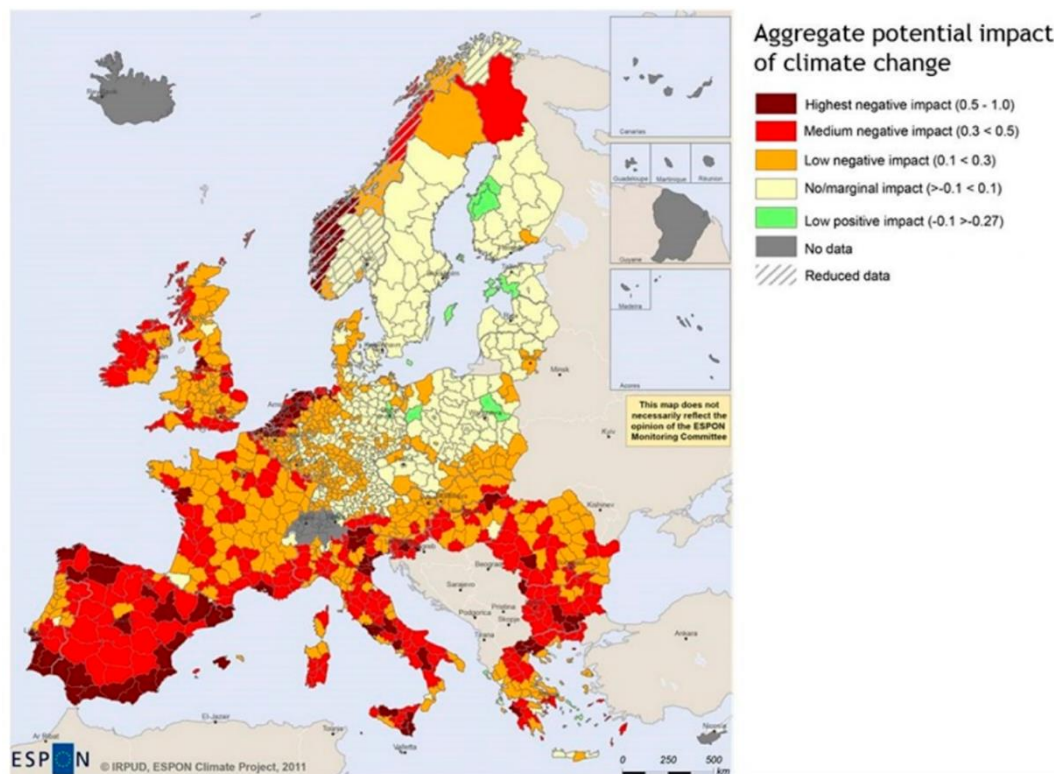 Aggregate potential impact
of climate change
Highest negative impact (0.5 - 1.0)
Medium negative impact (0.3 < 0.5)
Low negative impact (0.1 < 0.3)
No/marginal impact (>-0.1 < 0.1)
Low positive impact (-0.1 >-0.27)
No data
Reduced data
Canarias
Guadeloupe Martinique Réunion
Guyane
Madeira
Acores
This map does not
necessarily reflect the
opinion of the ESPON
Monitoring Committee
Minsk
Kyiv
Kishinev
Beograd
Sarajevo
Podgorica
Pristina
Skopje
Tirana
Ankara
Ar Ribat
El-Jazair
Valletta
ESPON
© IRPUD, ESPON Climate Project, 2011
0 250 500
km